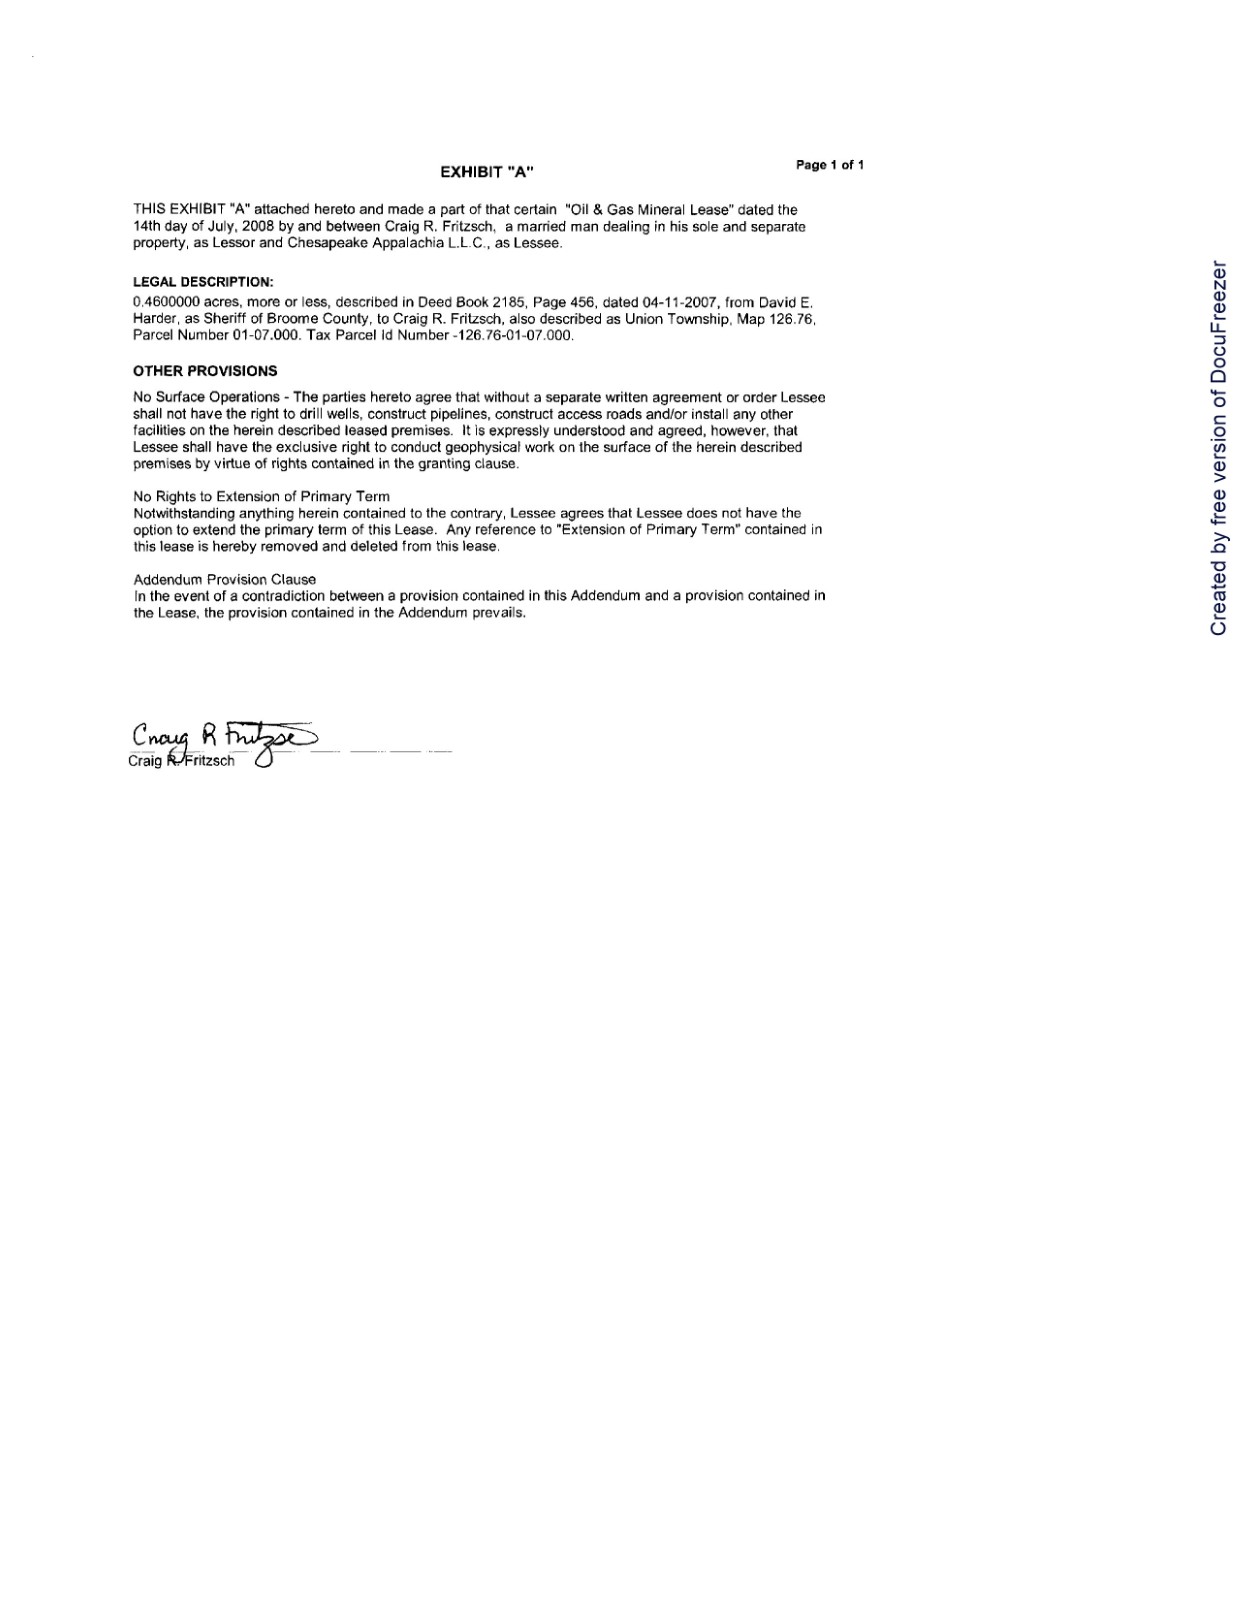 EXHIBIT "A"
Page 1 of 1
THIS EXHIBIT "A" attached hereto and made a part of that certain "Oil & Gas Mineral Lease" dated the
14th day of July, 2008 by and between Craig R. Fritzsch, a married man dealing in his sole and separate
property, as Lessor and Chesapeake Appalachia L.L.C., as Lessee.
LEGAL DESCRIPTION:
0.4600000 acres, more or less, described in Deed Book 2185, Page 456, dated 04-11-2007, from David E.
Harder, as Sheriff of Broome County, to Craig R. Fritzsch, also described as Union Township, Map 126.76,
Parcel Number 01-07.000. Tax Parcel Id Number -126.76-01-07.000.
OTHER PROVISIONS
No Surface Operations - The parties hereto agree that without a separate written agreement or order Lessee
shall not have the right to drill wells, construct pipelines, construct access roads and/or install any other
facilities on the herein described leased premises. It is expressly understood and agreed, however, that
Lessee shall have the exclusive right to conduct geophysical work on the surface of the herein described
premises by virtue of rights contained in the granting clause.
No Rights to Extension of Primary Term
Notwithstanding anything herein contained to the contrary, Lessee agrees that Lessee does not have the
option to extend the primary term of this Lease. Any reference to "Extension of Primary Term" contained in
this lease is hereby removed and deleted from this lease.
Addendum Provision Clause
In the event of a contradiction between a provision contained in this Addendum and a provision contained in
the Lease, the provision contained in the Addendum prevails.
Craig R Fritzsc
Craig R. Fritzsch
Created by free version of DocuFreezer